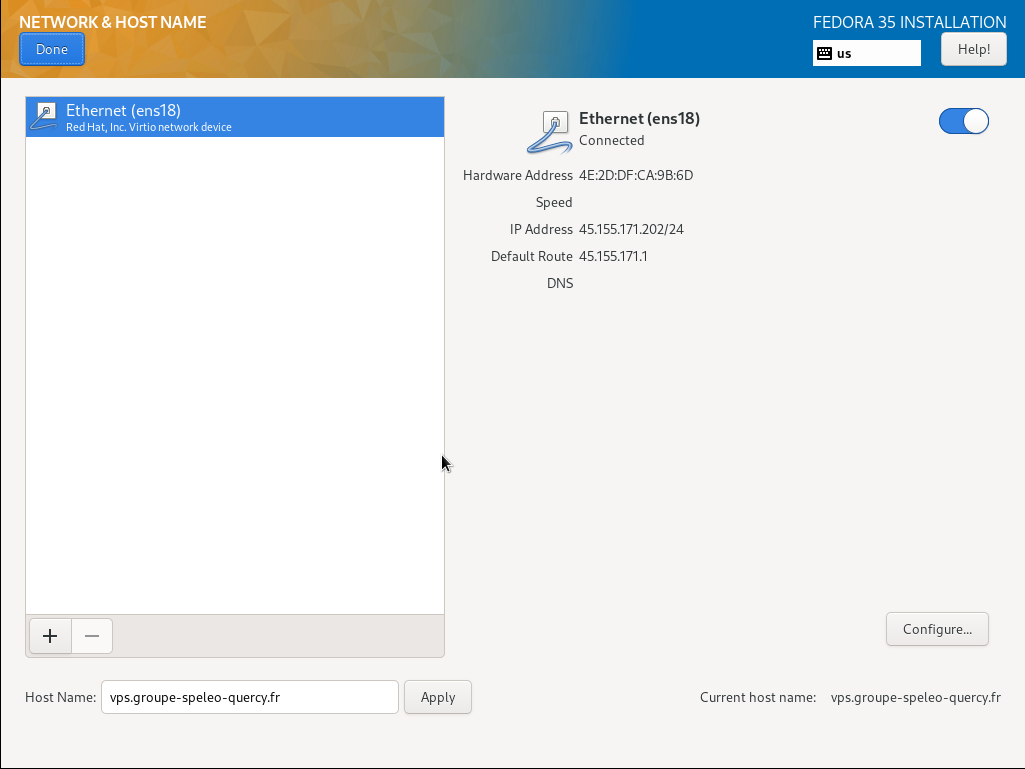 NETWORK & HOST NAME
FEDORA 35 INSTALLATION
Done
us
Help!
Ethernet (ens18)
Red Hat, Inc. Virtio network device
Ethernet (ens18)
Connected
Hardware Address 4E:2D:DF:CA:9B:6D
Speed
IP Address 45.155.171.202/24
Default Route 45.155.171.1
DNS
Configure...
Host Name: vps.groupe-speleo-quercy.fr Apply
Current host name: vps.groupe-speleo-quercy.fr